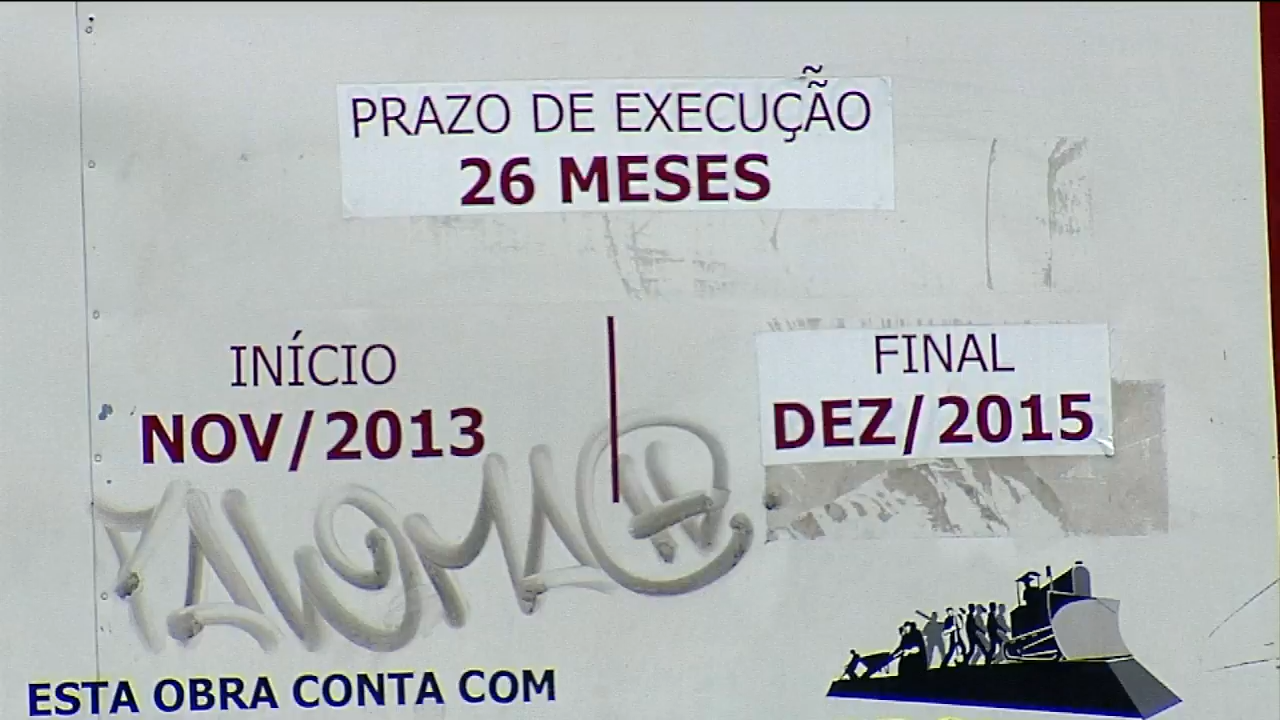 PRAZO DE EXECUÇÃO
26 MESES
INÍCIO
NOV/2013
FINAL
DEZ/2015
ESTA OBRA CONTA COM